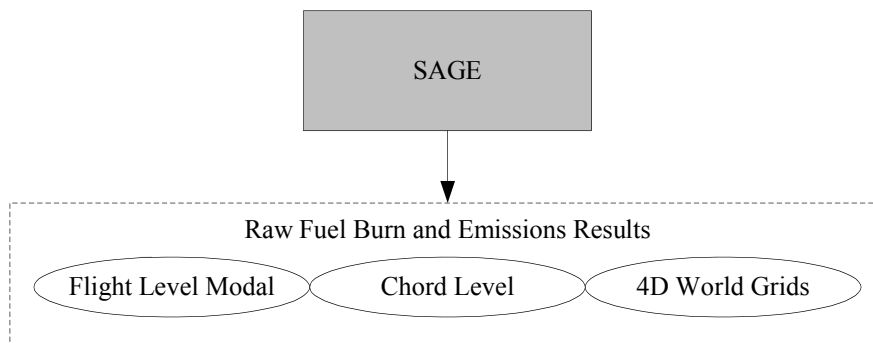 SAGE
Raw Fuel Burn and Emissions Results
Flight Level Modal Chord Level 4D World Grids